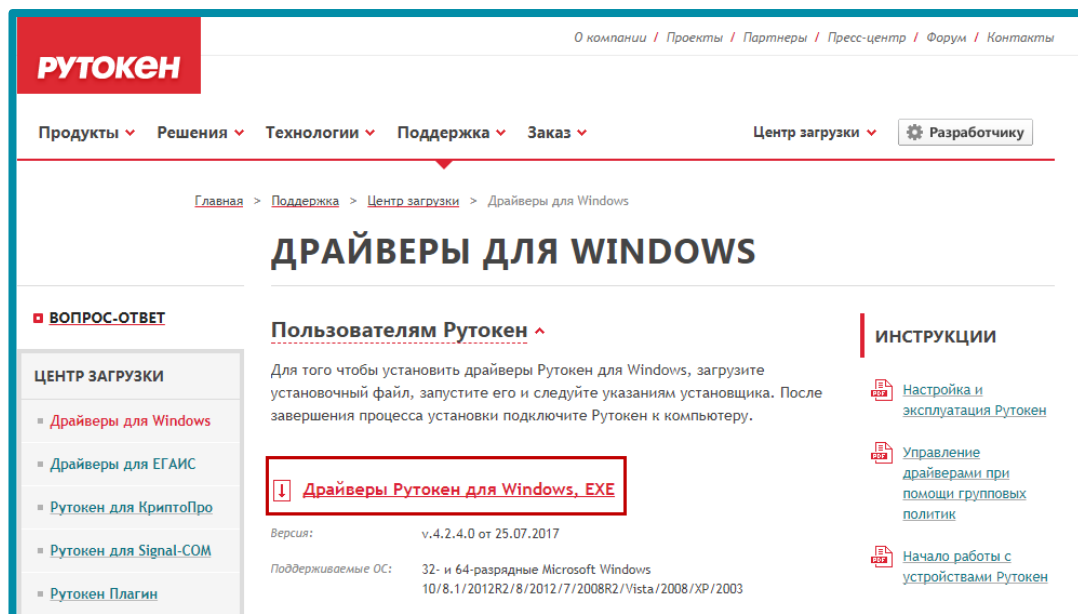 О компании / Проекты / Партнеры / Пресс-центр / Форум / Контакты
рутокен
Продукты Решения Технологии Поддержка Заказ Центр загрузки Разработчику
Главная > Поддержка > Центр загрузки > Драйверы для Windows
ДРАЙВЕРЫ ДЛЯ WINDOWS
ВОПРОС-ОТВЕТ
ЦЕНТР ЗАГРУЗКИ
Драйверы для Windows
Драйверы для ЕГАИС
Рутокен для КриптоПро
Рутокен для Signal-COM
Рутокен Плагин
Пользователям Рутокен
Для того чтобы установить драйверы Рутокен для Windows, загрузите
установочный файл, запустите его и следуйте указаниям установщика. После
завершения процесса установки подключите Рутокен к компьютеру.
Драйверы Рутокен для Windows, EXE
Версия: v.4.2.4.0 от 25.07.2017
Поддерживаемые ОС: 32- и 64-разрядные Microsoft Windows
10/8.1/2012R2/8/2012/7/2008R2/Vista/2008/XP/2003
ИНСТРУКЦИИ
PDF Настройка и
эксплуатация Рутокен
PDF Управление
драйверами при
помощи групповых
политик
PDF Начало работы с
устройствами Рутокен